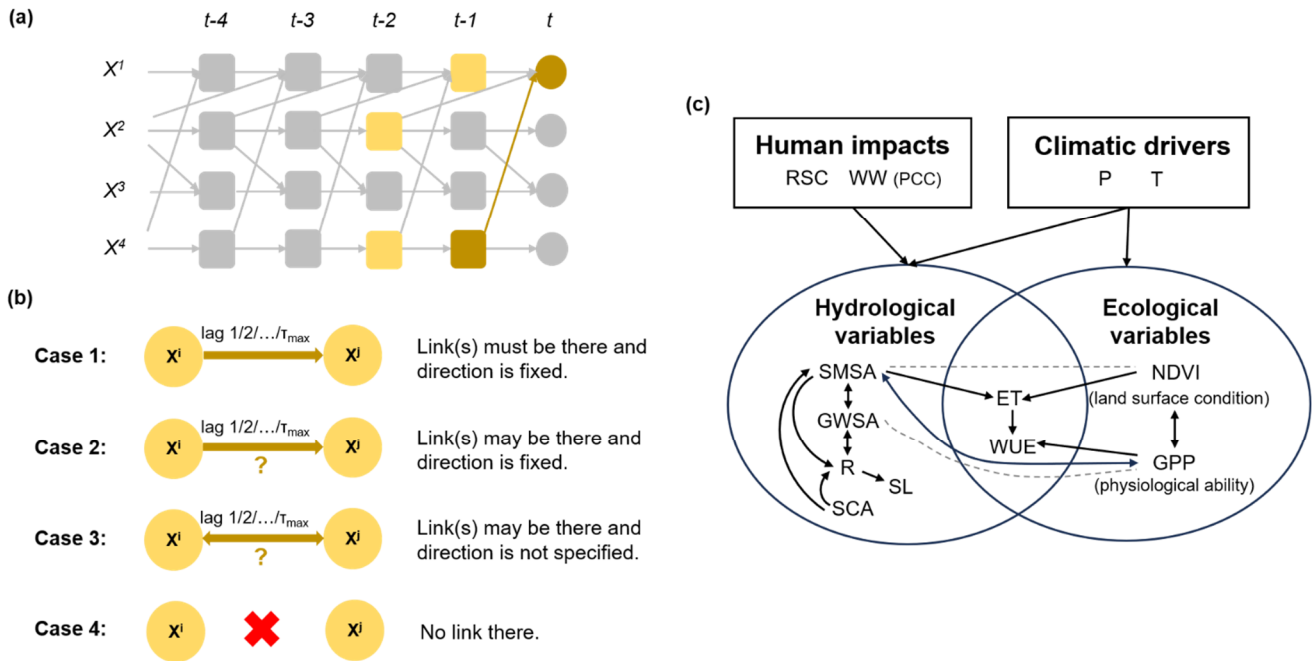 (a)
t-4 t-3 t-2 t-1 t
X¹
X²
X³
X⁴
(b)
Case 1:
Xⁱ
lag 1/2/…/τmax
Xʲ
Link(s) must be there and
direction is fixed.
Case 2:
Xⁱ
lag 1/2/…/τmax
?
Xʲ
Link(s) may be there and
direction is fixed.
Case 3:
Xⁱ
lag 1/2/…/τmax
?
Xʲ
Link(s) may be there and
direction is not specified.
Case 4:
Xⁱ
Xʲ
No link there.
(c)
Human impacts
RSC WW (PCC)
Climatic drivers
P T
Hydrological
variables
SMSA
GWSA
R
SL
SCA
ET
WUE
Ecological
variables
NDVI
(land surface condition)
GPP
(physiological ability)